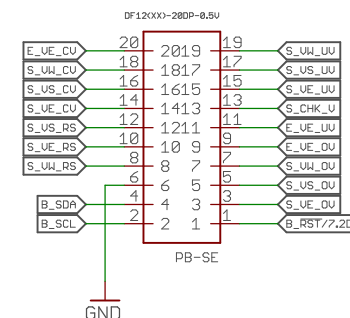 DF12(XX)-20DP-0.5V
E_VE_CV 20 2019 19 S_VW_UV
S_VW_CV 18 1817 17 S_VS_UV
S_VS_CV 16 1615 15 S_VE_UV
S_VE_CV 14 1413 13 S_CHK_V
S_VS_RS 12 1211 11 E_VE_UV
S_VE_RS 10 10 9 9 E_VE_OV
S_VW_RS 8 8 7 7 S_VW_OV
6 6 5 5 S_VS_OV
B_SDA 4 4 3 3 S_VE_OV
B_SCL 2 2 1 1 B_RST/7.2D
PB-SE
GND